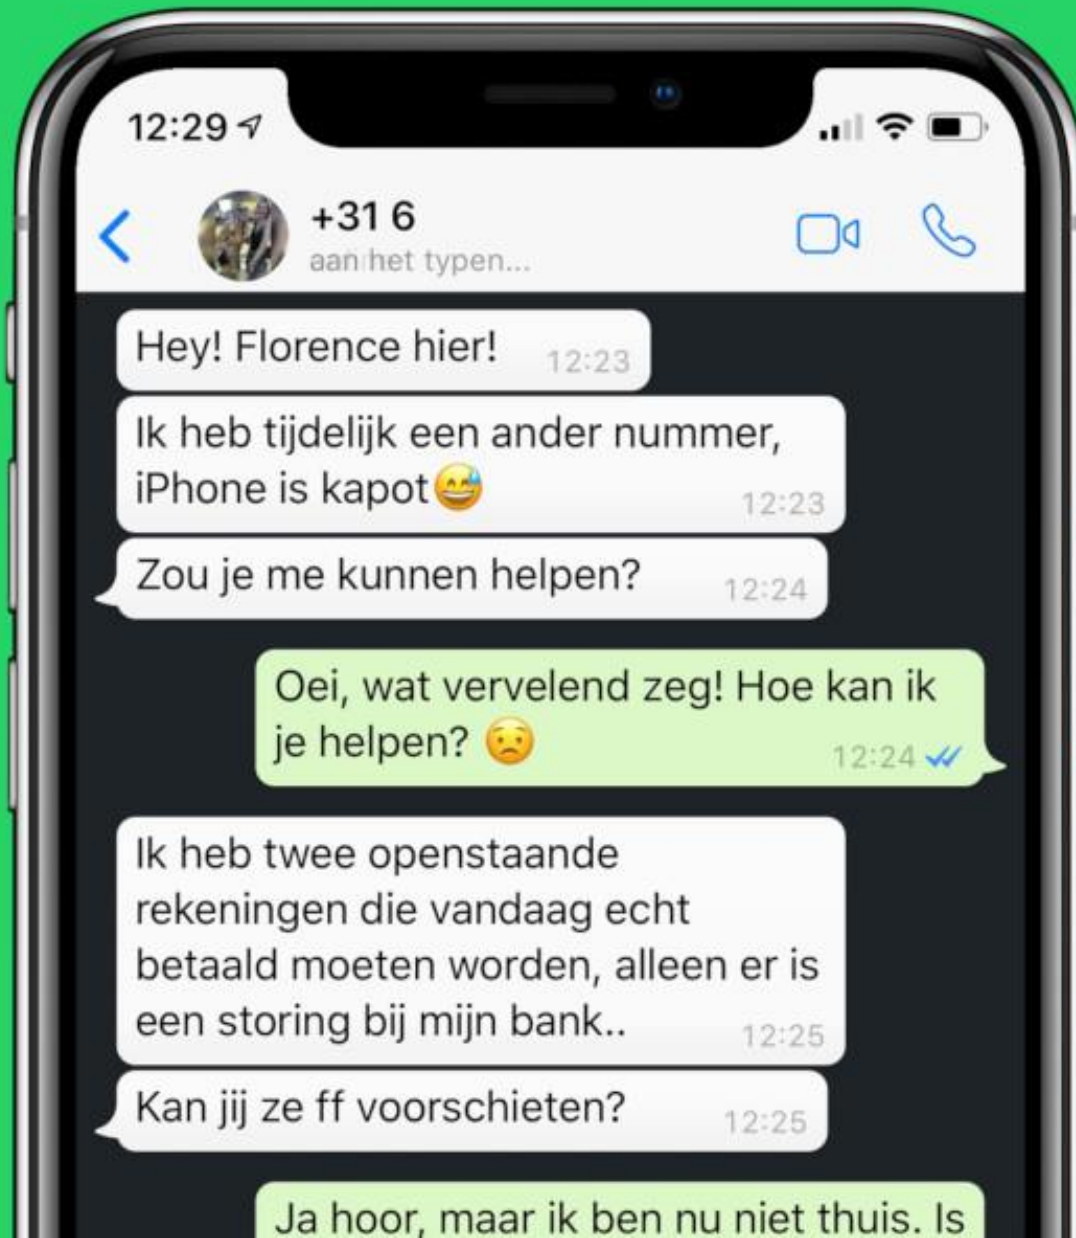 12:29
+31 6
aan het typen...
Hey! Florence hier! 12:23
Ik heb tijdelijk een ander nummer,
iPhone is kapot😅 12:23
Zou je me kunnen helpen? 12:24
Oei, wat vervelend zeg! Hoe kan ik
je helpen? 😟 12:24
Ik heb twee openstaande
rekeningen die vandaag echt
betaald moeten worden, alleen er is
een storing bij mijn bank.. 12:25
Kan jij ze ff voorschieten? 12:25
Ja hoor, maar ik ben nu niet thuis. Is